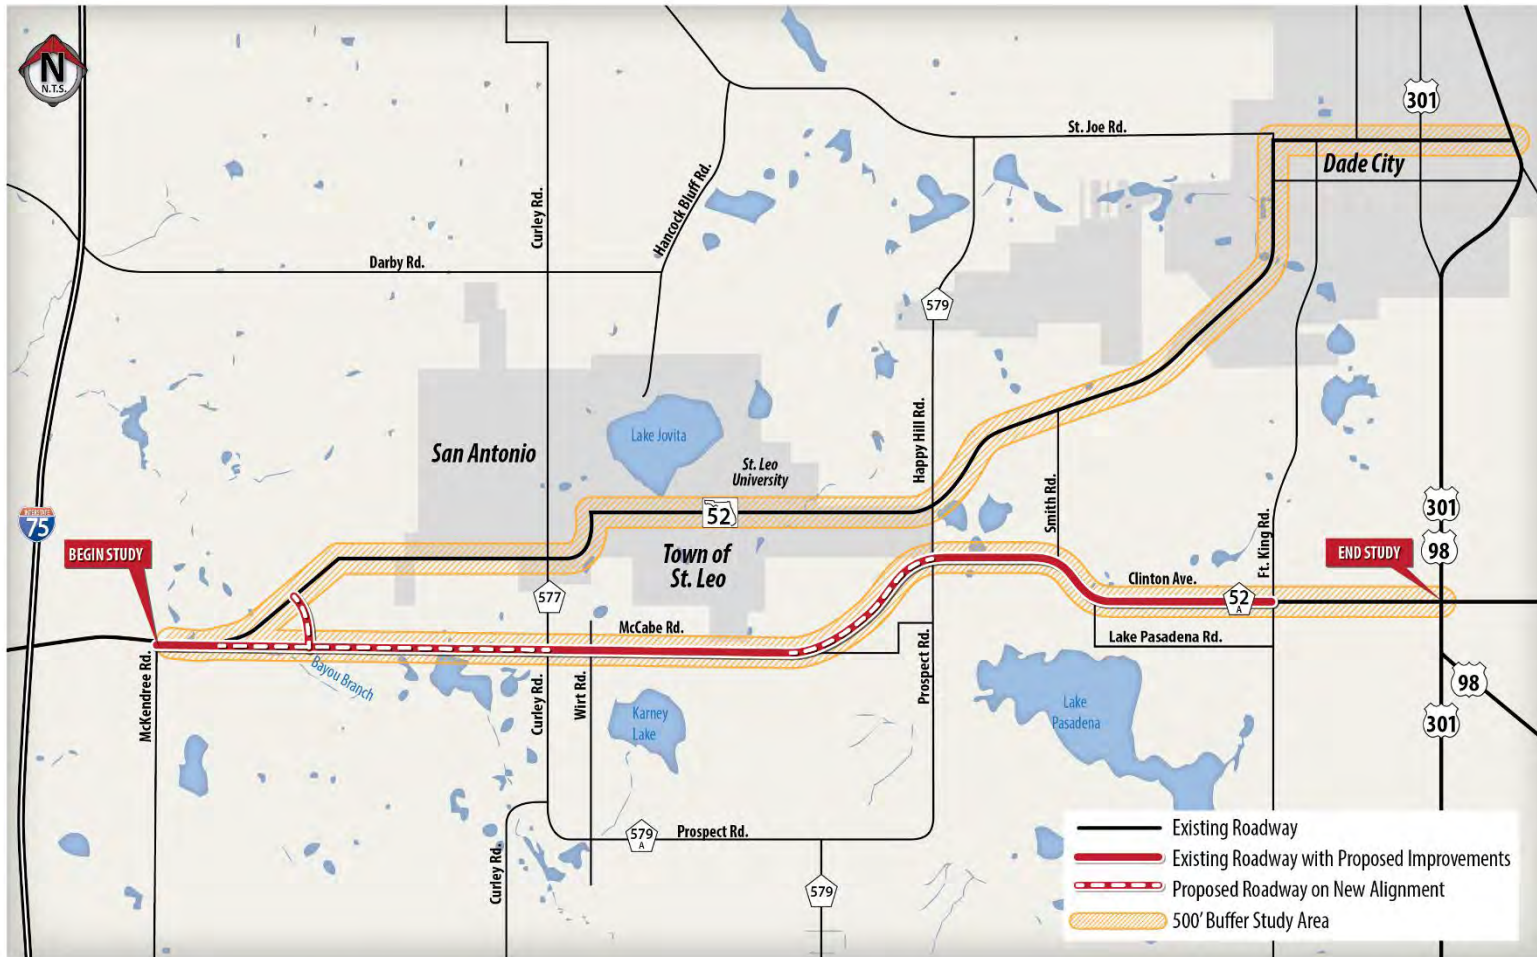 N
N.T.S.
301
St. Joe Rd.
Dade City
Curley Rd.
Hancock Bluff Rd.
Darby Rd.
579
Happy Hill Rd.
San Antonio
Lake Jovita
St. Leo
University
52
Smith Rd.
Ft. King Rd.
301
98
INTERSTATE
75
BEGIN STUDY
Town of
St. Leo
END STUDY
Clinton Ave.
52
A
577
McCabe Rd.
Lake Pasadena Rd.
Bayou Branch
McKendree Rd.
Curley Rd.
Wirt Rd.
Prospect Rd.
Karney
Lake
Lake
Pasadena
98
301
Curley Rd.
579
A
Prospect Rd.
579
Existing Roadway
Existing Roadway with Proposed Improvements
Proposed Roadway on New Alignment
500' Buffer Study Area